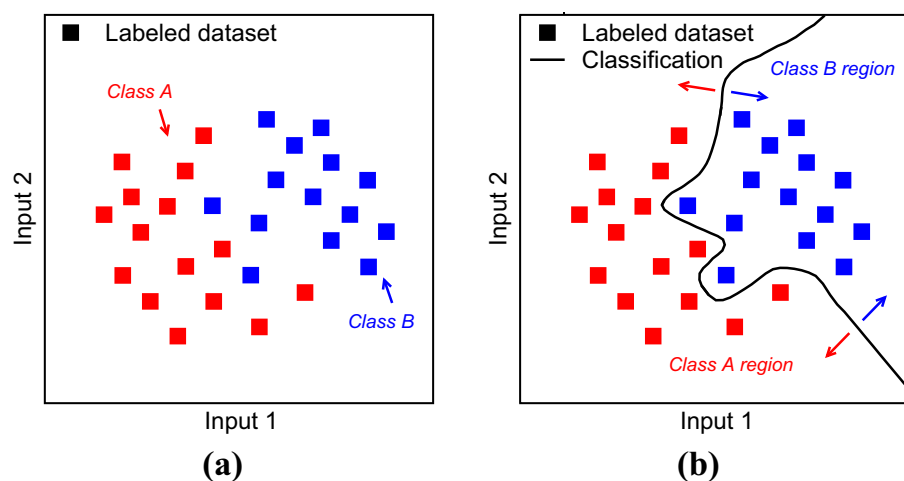 Labeled dataset
Class A
Class B
Input 2
Input 1
(a)
Labeled dataset
Classification
Class B region
Class A region
Input 2
Input 1
(b)